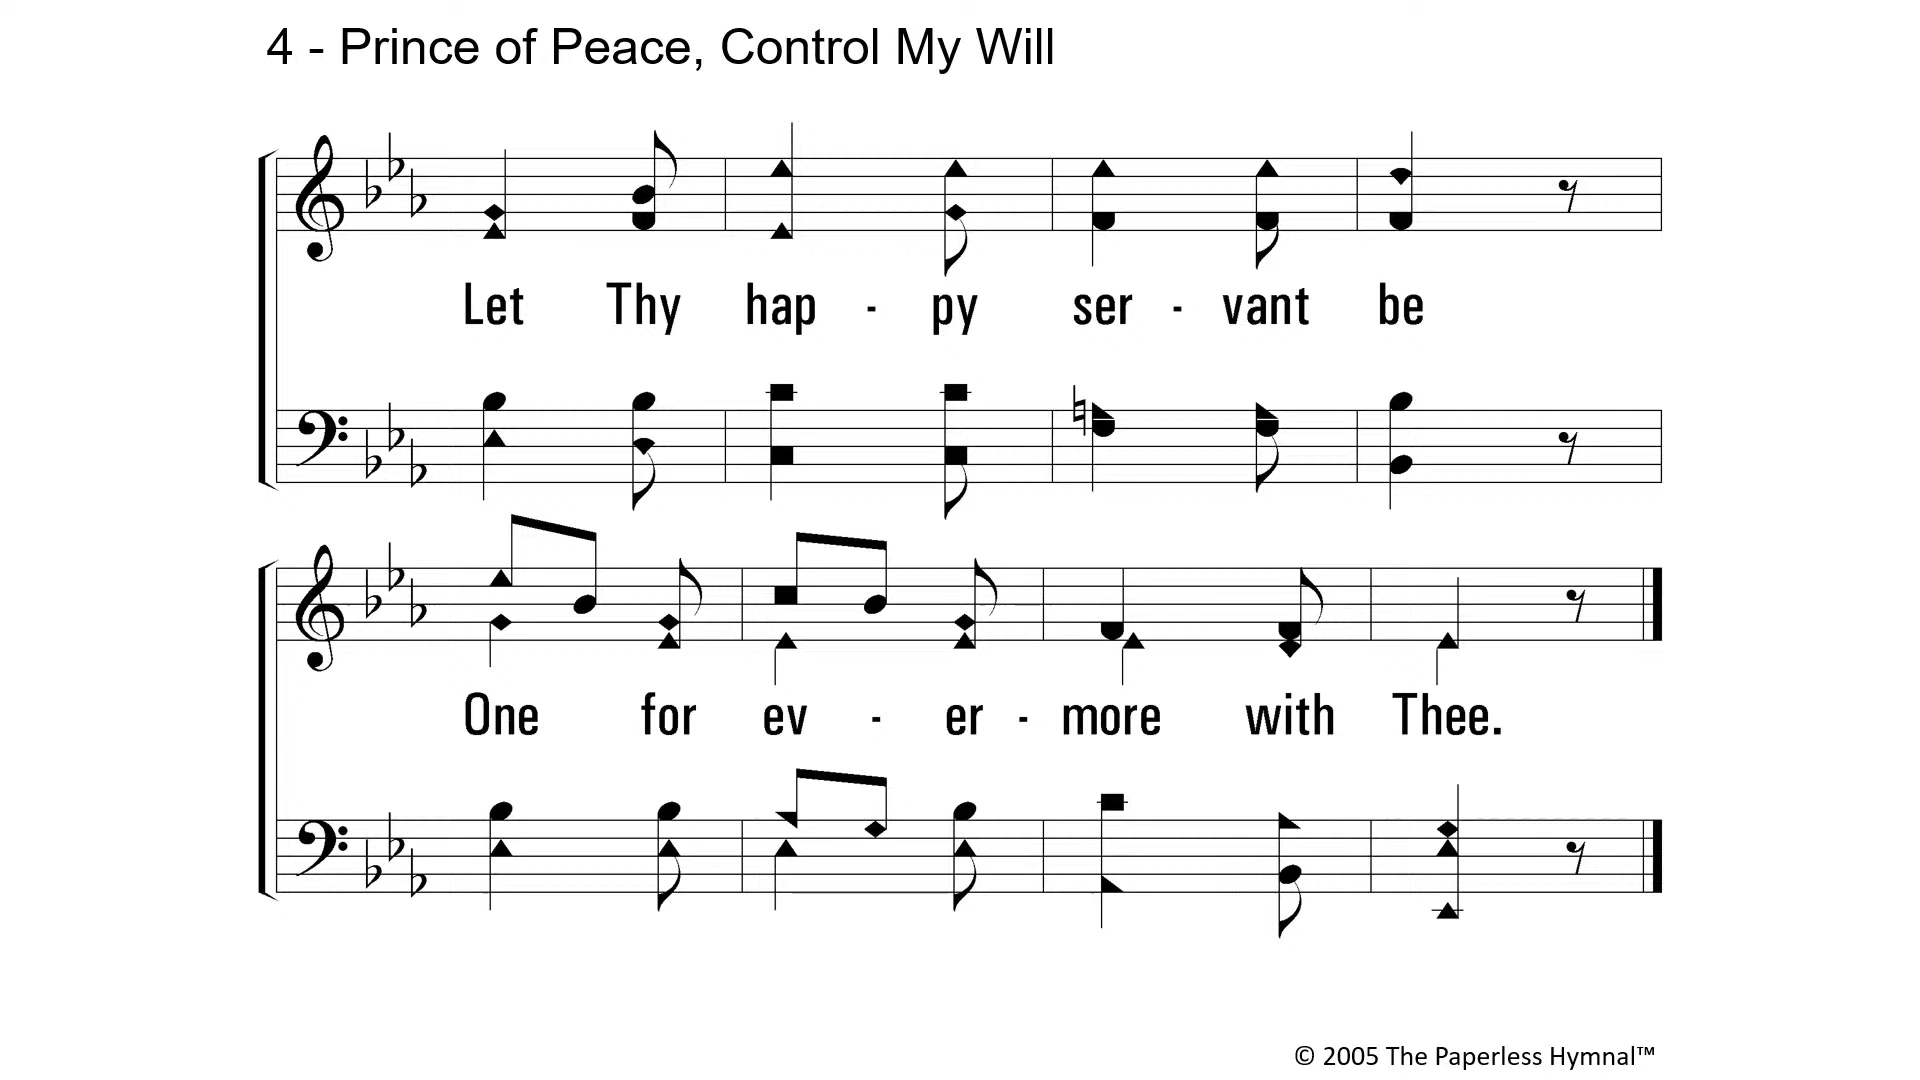 4 - Prince of Peace, Control My Will
Let Thy hap - py ser - vant be
One for ev - er - more with Thee.
© 2005 The Paperless Hymnal™